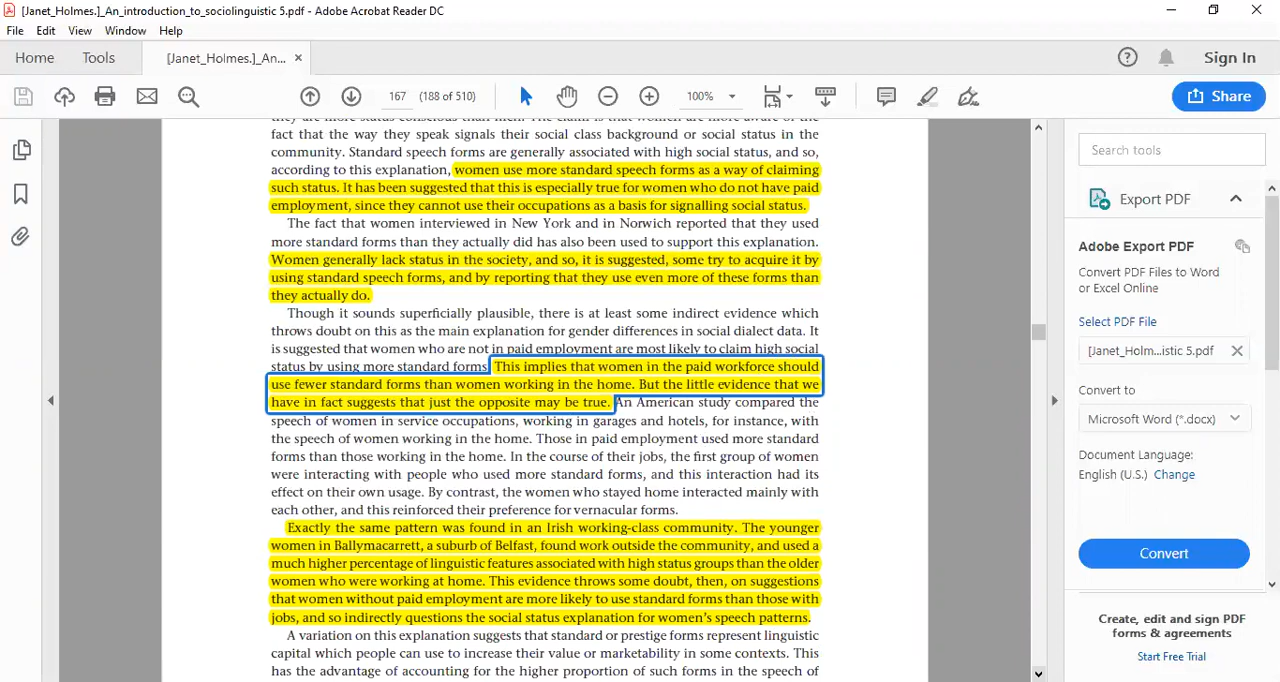 [Janet_Holmes.]_An_introduction_to_sociolinguistic 5.pdf - Adobe Acrobat Reader DC
File Edit View Window Help
Home Tools [Janet_Holmes.]_An... × Sign In
167 (188 of 510) 100% Share
they are more status conscious than men. The claim is that women are more aware of the
fact that the way they speak signals their social class background or social status in the
community. Standard speech forms are generally associated with high social status, and so,
according to this explanation, women use more standard speech forms as a way of claiming
such status. It has been suggested that this is especially true for women who do not have paid
employment, since they cannot use their occupations as a basis for signalling social status.
The fact that women interviewed in New York and in Norwich reported that they used
more standard forms than they actually did has also been used to support this explanation.
Women generally lack status in the society, and so, it is suggested, some try to acquire it by
using standard speech forms, and by reporting that they use even more of these forms than
they actually do.
Though it sounds superficially plausible, there is at least some indirect evidence which
throws doubt on this as the main explanation for gender differences in social dialect data. It
is suggested that women who are not in paid employment are most likely to claim high social
status by using more standard forms. This implies that women in the paid workforce should
use fewer standard forms than women working in the home. But the little evidence that we
have in fact suggests that just the opposite may be true. An American study compared the
speech of women in service occupations, working in garages and hotels, for instance, with
the speech of women working in the home. Those in paid employment used more standard
forms than those working in the home. In the course of their jobs, the first group of women
were interacting with people who used more standard forms, and this interaction had its
effect on their own usage. By contrast, the women who stayed home interacted mainly with
each other, and this reinforced their preference for vernacular forms.
Exactly the same pattern was found in an Irish working-class community. The younger
women in Ballymacarrett, a suburb of Belfast, found work outside the community, and used a
much higher percentage of linguistic features associated with high status groups than the older
women who were working at home. This evidence throws some doubt, then, on suggestions
that women without paid employment are more likely to use standard forms than those with
jobs, and so indirectly questions the social status explanation for women's speech patterns.
A variation on this explanation suggests that standard or prestige forms represent linguistic
capital which people can use to increase their value or marketability in some contexts. This
has the advantage of accounting for the higher proportion of such forms in the speech of
Search tools
Export PDF
Adobe Export PDF
Convert PDF Files to Word
or Excel Online
Select PDF File
[Janet_Holm...istic 5.pdf
Convert to
Microsoft Word (*.docx)
Document Language:
English (U.S.) Change
Convert
Create, edit and sign PDF
forms & agreements
Start Free Trial